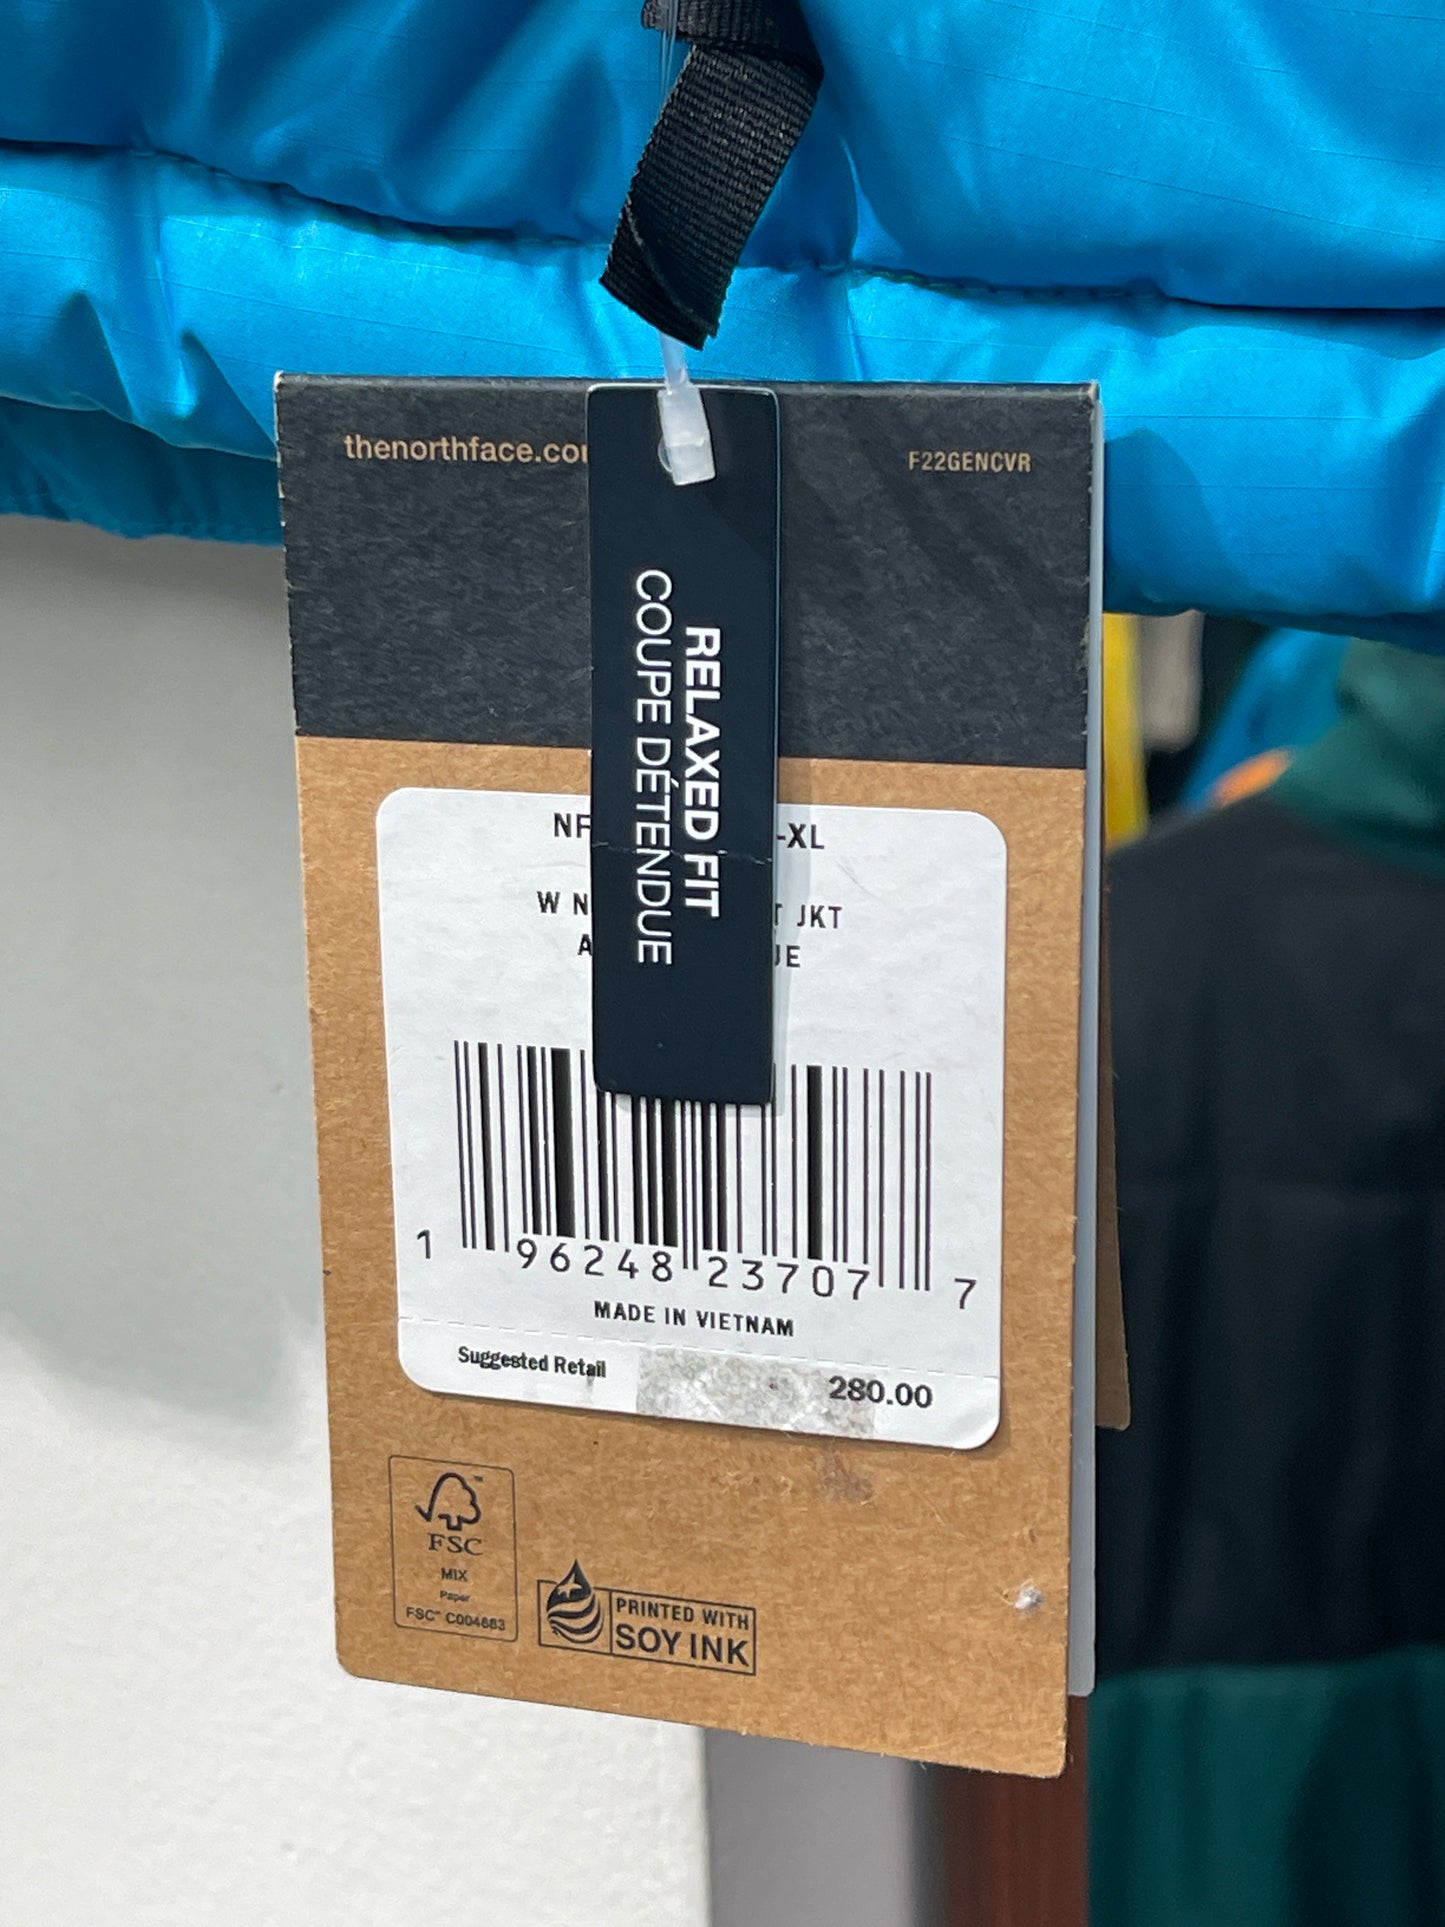 thenorthface.co
F22GENCVR
RELAXED FIT
COUPE DÉTENDUE
NF -XL
W N T JKT
A UE
1 96248 23707 7
MADE IN VIETNAM
Suggested Retail 280.00
FSC
MIX
Paper
FSC™ C004683
PRINTED WITH
SOY INK